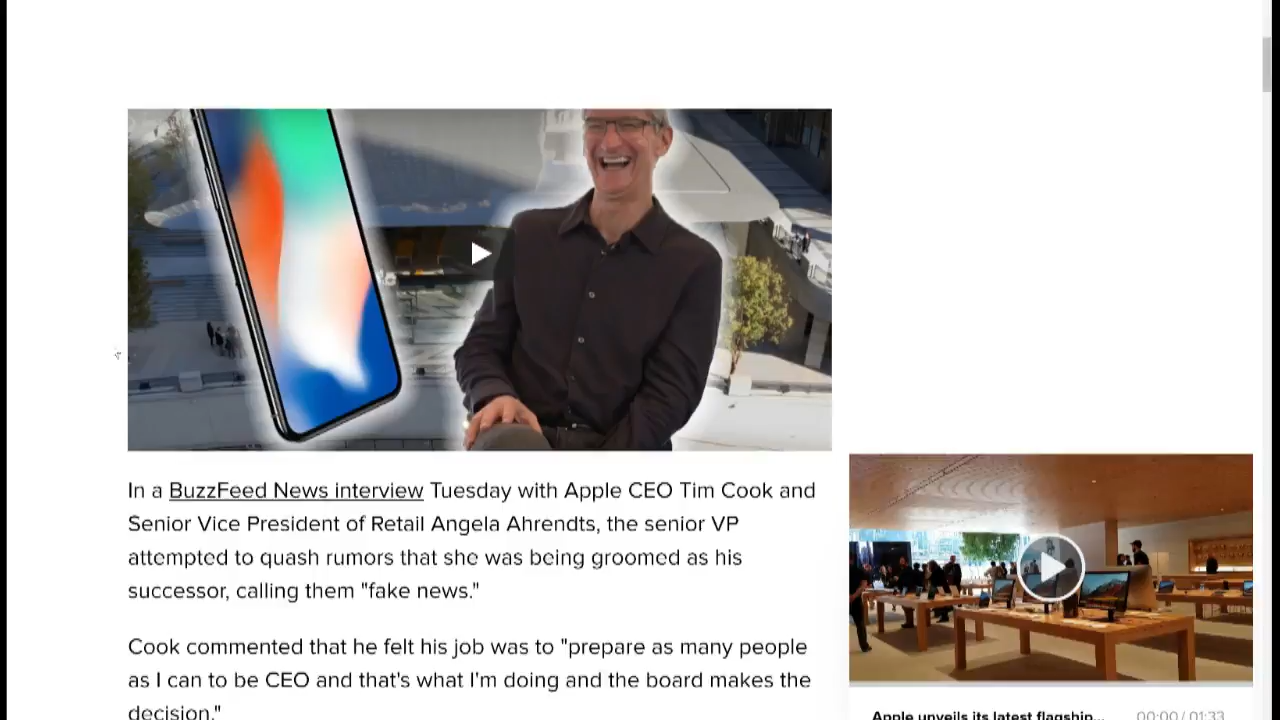 In a BuzzFeed News interview Tuesday with Apple CEO Tim Cook and
Senior Vice President of Retail Angela Ahrendts, the senior VP
attempted to quash rumors that she was being groomed as his
successor, calling them "fake news."
Cook commented that he felt his job was to "prepare as many people
as I can to be CEO and that's what I'm doing and the board makes the
decision."
Apple unveils its latest flagship... 00:00 / 01:33